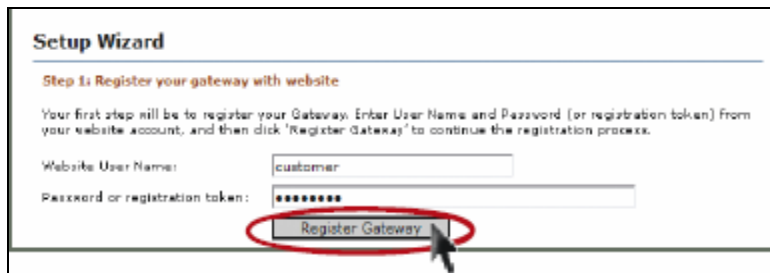 Setup Wizard
Step 1: Register your gateway with website
Your first step will be to register your Gateway. Enter User Name and Password (or registration token) from
your website account, and then click 'Register Gateway' to continue the registration process.
Website User Name:
customer
Password or registration token:
••••••••
Register Gateway